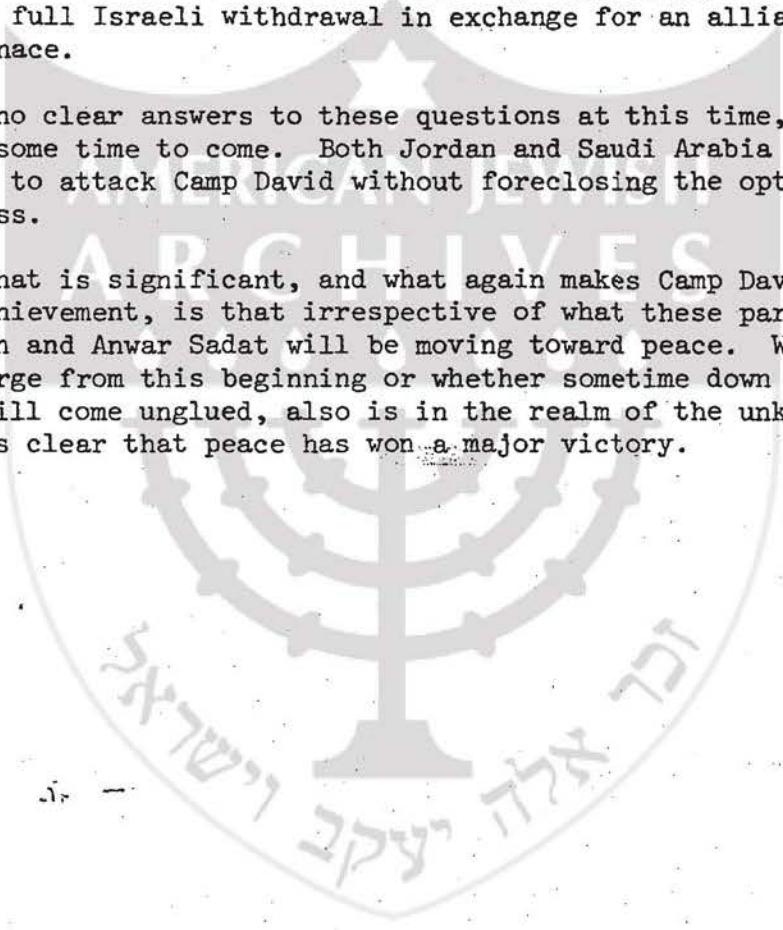 full Israeli withdrawal in exchange for an allia
nace.
no clear answers to these questions at this time,
some time to come. Both Jordan and Saudi Arabia
to attack Camp David without foreclosing the opt
ss.
hat is significant, and what again makes Camp Dav
hievement, is that irrespective of what these par
n and Anwar Sadat will be moving toward peace. W
rge from this beginning or whether sometime down
ill come unglued, also is in the realm of the unk
s clear that peace has won a major victory.
AMERICAN JEWISH
ARCHIVES
זכר אלה יעקב וישראל